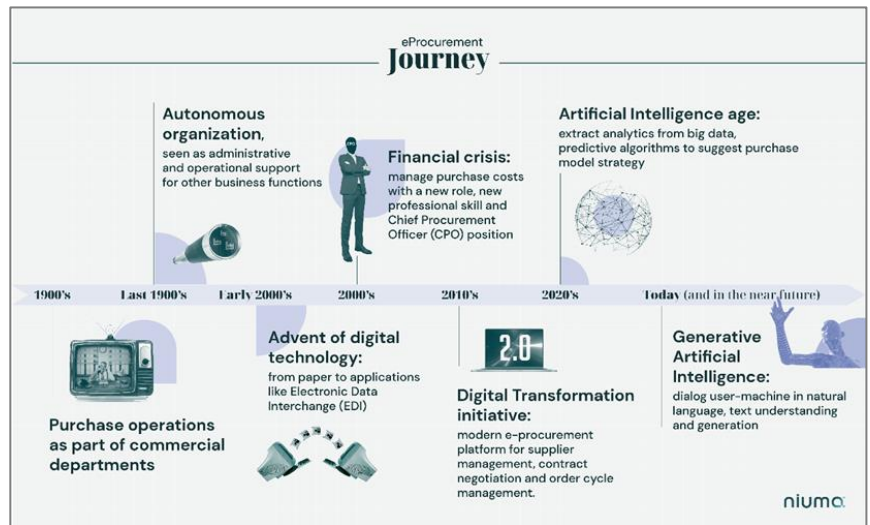 eProcurement
Journey
Autonomous
organization,
seen as administrative
and operational support
for other business functions
Financial crisis:
manage purchase costs
with a new role, new
professional skill and
Chief Procurement
Officer (CPO) position
Artificial Intelligence age:
extract analytics from big data,
predictive algorithms to suggest purchase
model strategy
1900's
Last 1900's
Early 2000's
2000's
2010's
2020's
Today (and in the near future)
Purchase operations
as part of commercial
departments
Advent of digital
technology:
from paper to applications
like Electronic Data
Interchange (EDI)
2.0
Digital Transformation
initiative:
modern e-procurement
platform for supplier
management, contract
negotiation and order cycle
management.
Generative
Artificial
Intelligence:
dialog user-machine in natural
language, text understanding
and generation
niuma